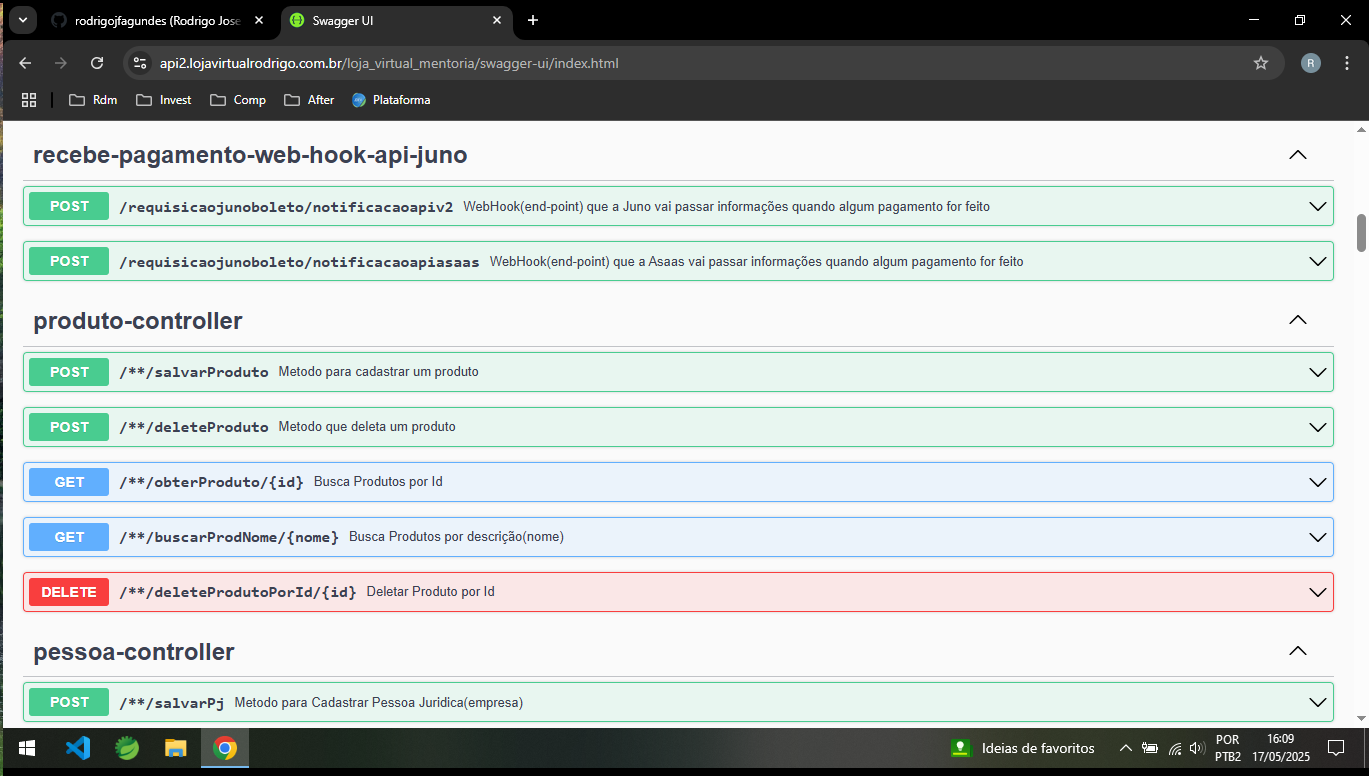 rodrigojfagundes (Rodrigo Jose
Swagger UI
api2.lojavirtualrodrigo.com.br/loja_virtual_mentoria/swagger-ui/index.html
R
Rdm
Invest
Comp
After
Plataforma
recebe-pagamento-web-hook-api-juno
POST /requisicaojunoboleto/notificacaoapiv2 WebHook(end-point) que a Juno vai passar informações quando algum pagamento for feito
POST /requisicaojunoboleto/notificacaoapiasaas WebHook(end-point) que a Asaas vai passar informações quando algum pagamento for feito
produto-controller
POST /**/salvarProduto Metodo para cadastrar um produto
POST /**/deleteProduto Metodo que deleta um produto
GET /**/obterProduto/{id} Busca Produtos por Id
GET /**/buscarProdNome/{nome} Busca Produtos por descrição(nome)
DELETE /**/deleteProdutoPorId/{id} Deletar Produto por Id
pessoa-controller
POST /**/salvarPj Metodo para Cadastrar Pessoa Juridica(empresa)
Ideias de favoritos
POR
PTB2
16:09
17/05/2025